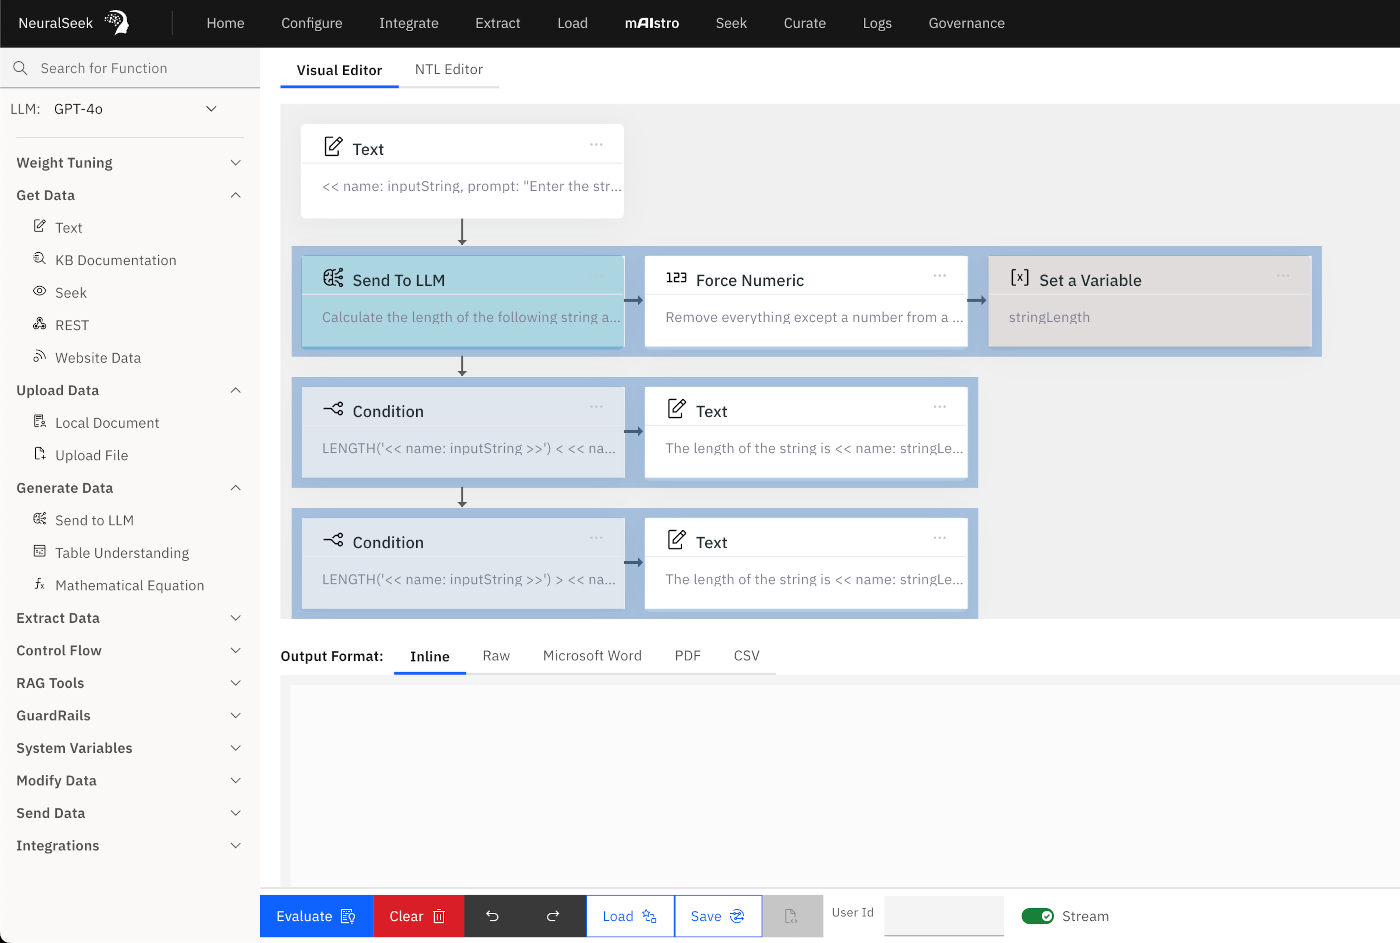 NeuralSeek
Home Configure Integrate Extract Load mAIstro Seek Curate Logs Governance
Search for Function
LLM: GPT-4o
Weight Tuning
Get Data
Text
KB Documentation
Seek
REST
Website Data
Upload Data
Local Document
Upload File
Generate Data
Send to LLM
Table Understanding
Mathematical Equation
Extract Data
Control Flow
RAG Tools
GuardRails
System Variables
Modify Data
Send Data
Integrations
Visual Editor NTL Editor
Text
<< name: inputString, prompt: "Enter the str...
Send To LLM
Calculate the length of the following string a...
123 Force Numeric
Remove everything except a number from a ...
[x] Set a Variable
stringLength
Condition
LENGTH('<< name: inputString >>') < << na...
Text
The length of the string is << name: stringLe...
Condition
LENGTH('<< name: inputString >>') > << na...
Text
The length of the string is << name: stringLe...
Output Format: Inline Raw Microsoft Word PDF CSV
Evaluate Clear Load Save User Id Stream